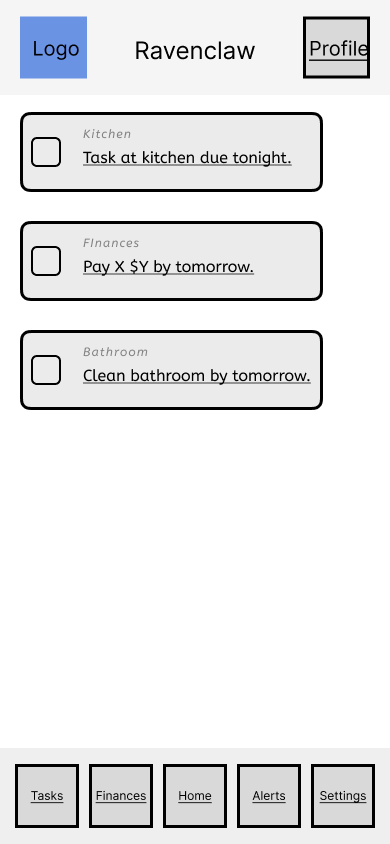 Logo
Ravenclaw
Profile
Kitchen
Task at kitchen due tonight.
FInances
Pay X $Y by tomorrow.
Bathroom
Clean bathroom by tomorrow.
Tasks
Finances
Home
Alerts
Settings